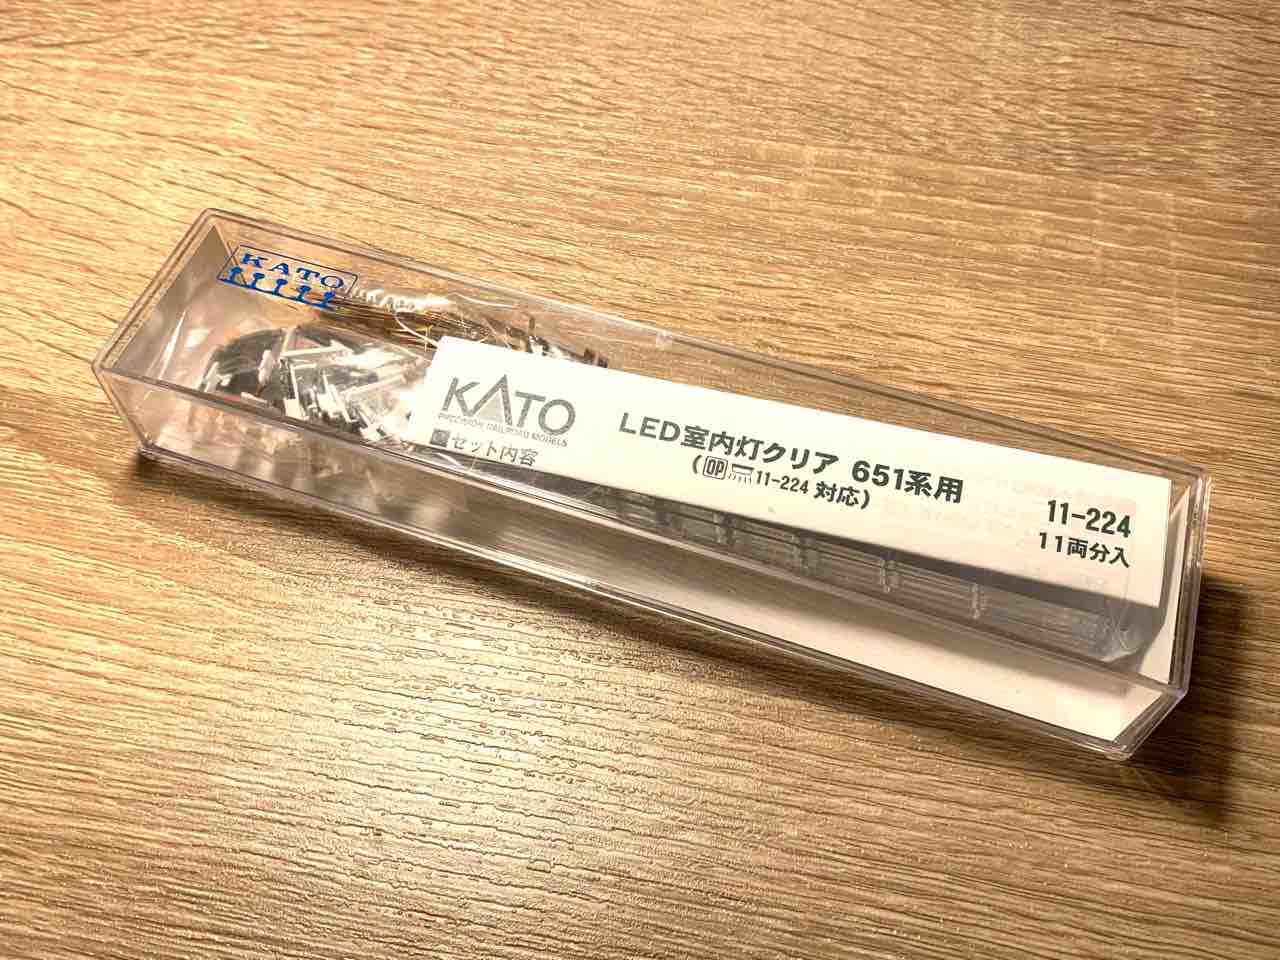 KATO
KATO
PRECISION RAILROAD MODELS
■セット内容
LED室内灯クリア 651系用
(OP 11-224 対応)
11-224
11両分入